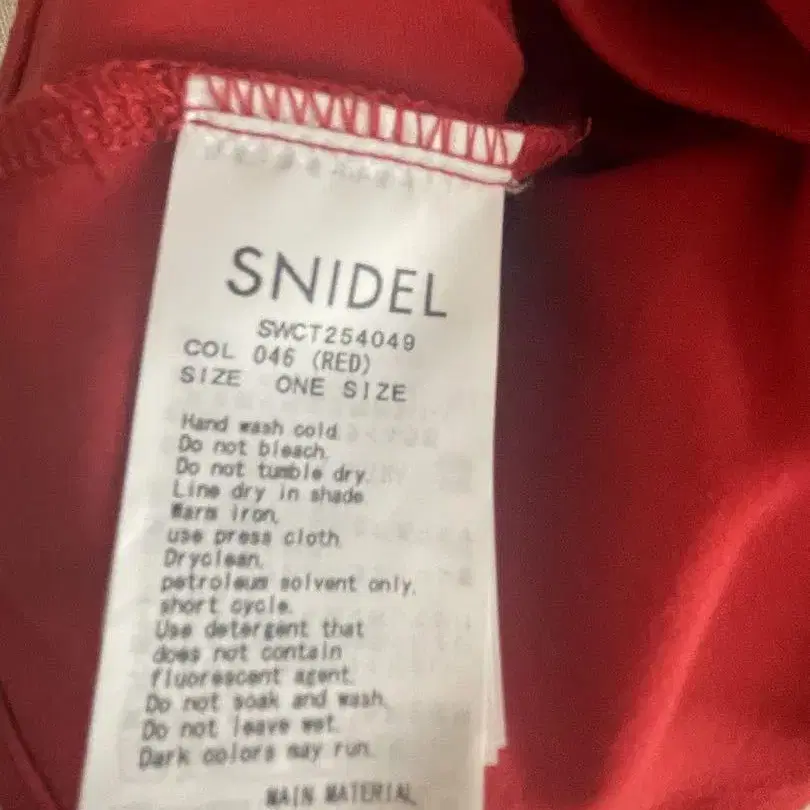 SNIDEL
SWCT254049
COL 046 (RED)
SIZE ONE SIZE
Hand wash cold.
Do not bleach.
Do not tumble dry.
Line dry in shade
Warm iron,
use press cloth
Dryclean,
petroleum solvent only,
short cycle.
Use detergent that
does not contain
fluorescent agent.
Do not soak and wash.
Do not leave wet.
Dark colors may run.
MAIN MATERIAL